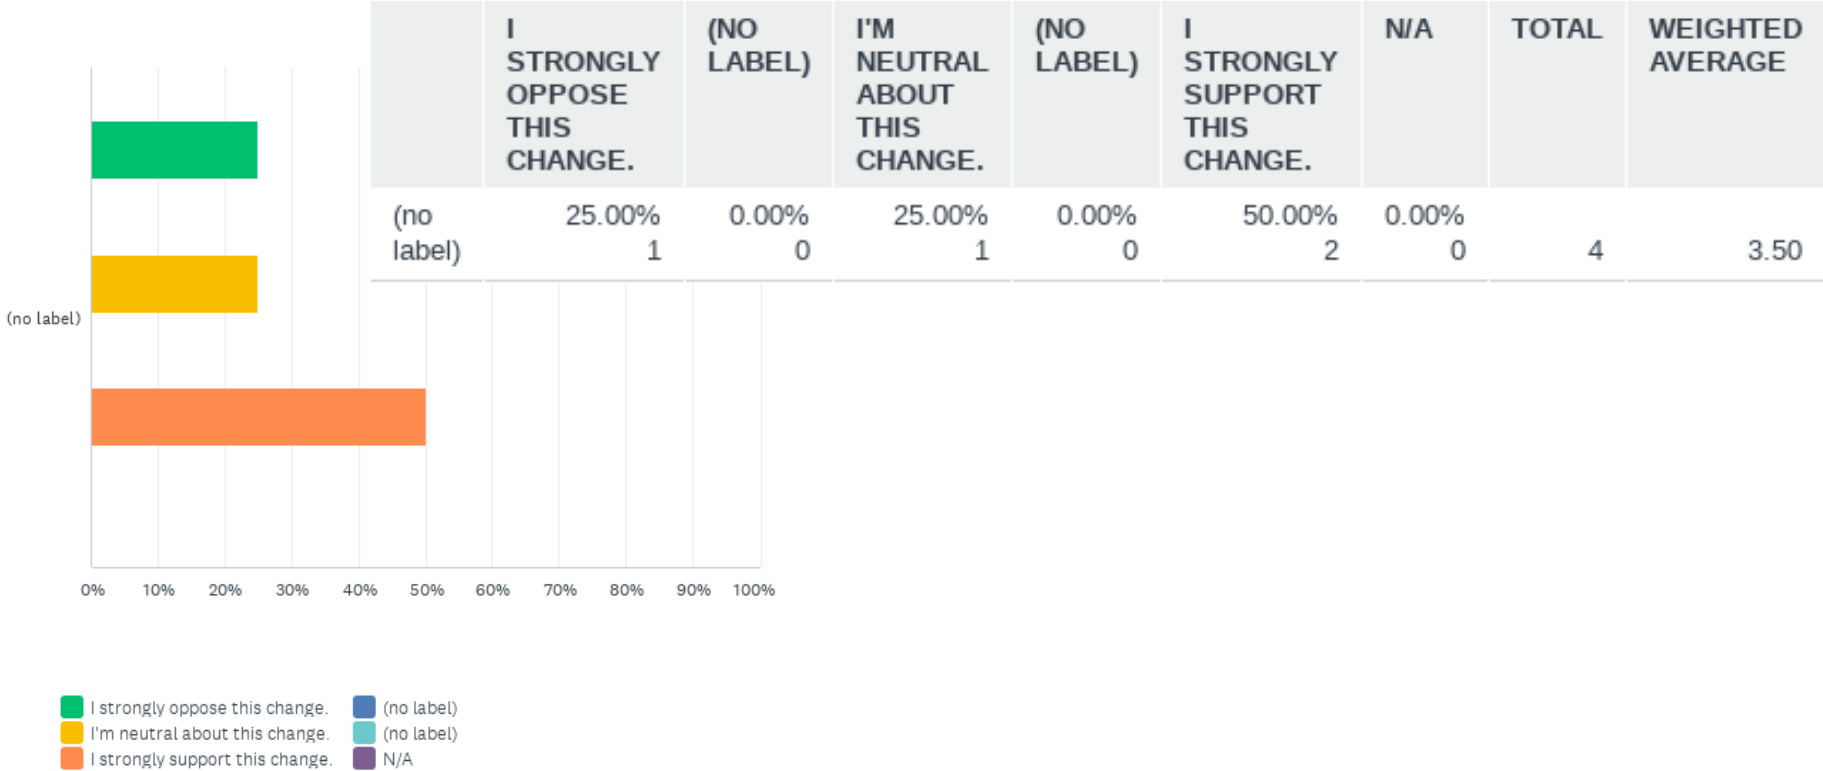 I STRONGLY OPPOSE THIS CHANGE.
(NO LABEL)
I'M NEUTRAL ABOUT THIS CHANGE.
(NO LABEL)
I STRONGLY SUPPORT THIS CHANGE.
N/A
TOTAL
WEIGHTED AVERAGE
(no label)
25.00% 0.00% 25.00% 0.00% 50.00% 0.00%
1 0 1 0 2 0 4 3.50
(no label)
0% 10% 20% 30% 40% 50% 60% 70% 80% 90% 100%
I strongly oppose this change. (no label)
I'm neutral about this change. (no label)
I strongly support this change. N/A